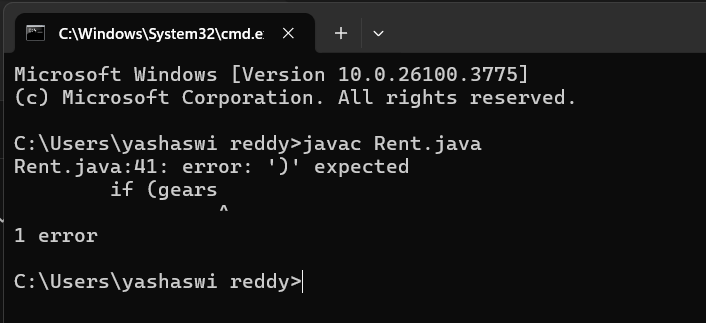 C:\Windows\System32\cmd.e
Microsoft Windows [Version 10.0.26100.3775]
(c) Microsoft Corporation. All rights reserved.
C:\Users\yashaswi reddy>javac Rent.java
Rent.java:41: error: ')' expected
        if (gears
                 ^
1 error
C:\Users\yashaswi reddy>